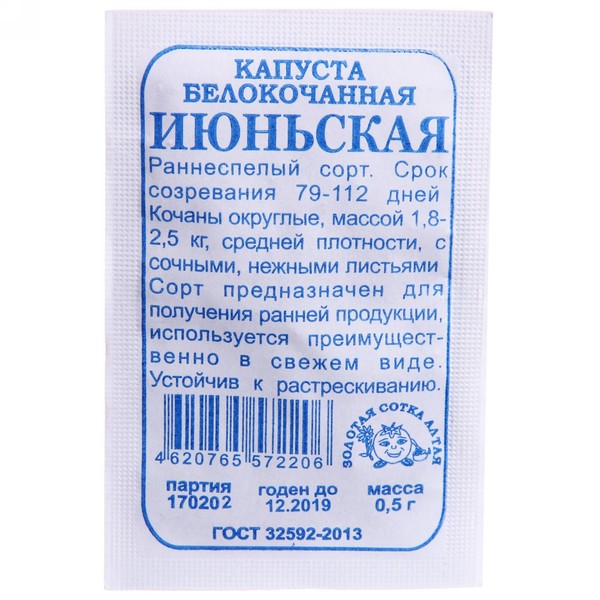 КАПУСТА
БЕЛОКОЧАННАЯ
ИЮНЬСКАЯ
Раннеспелый сорт. Срок
созревания 79-112 дней
Кочаны округлые, массой 1,8-
2,5 кг, средней плотности, с
сочными, нежными листьями
Сорт предназначен для
получения ранней продукции,
используется преимущест-
венно в свежем виде.
Устойчив к растрескиванию.
4 620765 572206
ЗОЛОТАЯ СОТКА АЛТАЯ
партия годен до масса
170202 12.2019 0,5 г
ГОСТ 32592-2013